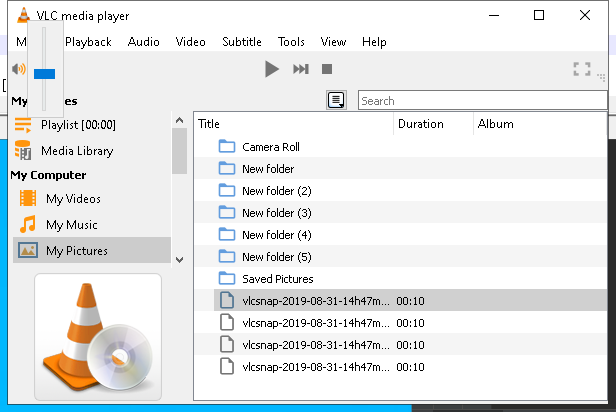 VLC media player
M Playback Audio Video Subtitle Tools View Help
My es
Search
Playlist [00:00]
Media Library
My Computer
My Videos
My Music
My Pictures
Title Duration Album
Camera Roll
New folder
New folder (2)
New folder (3)
New folder (4)
New folder (5)
Saved Pictures
vlcsnap-2019-08-31-14h47m... 00:10
vlcsnap-2019-08-31-14h47m... 00:10
vlcsnap-2019-08-31-14h47m... 00:10
vlcsnap-2019-08-31-14h47m... 00:10